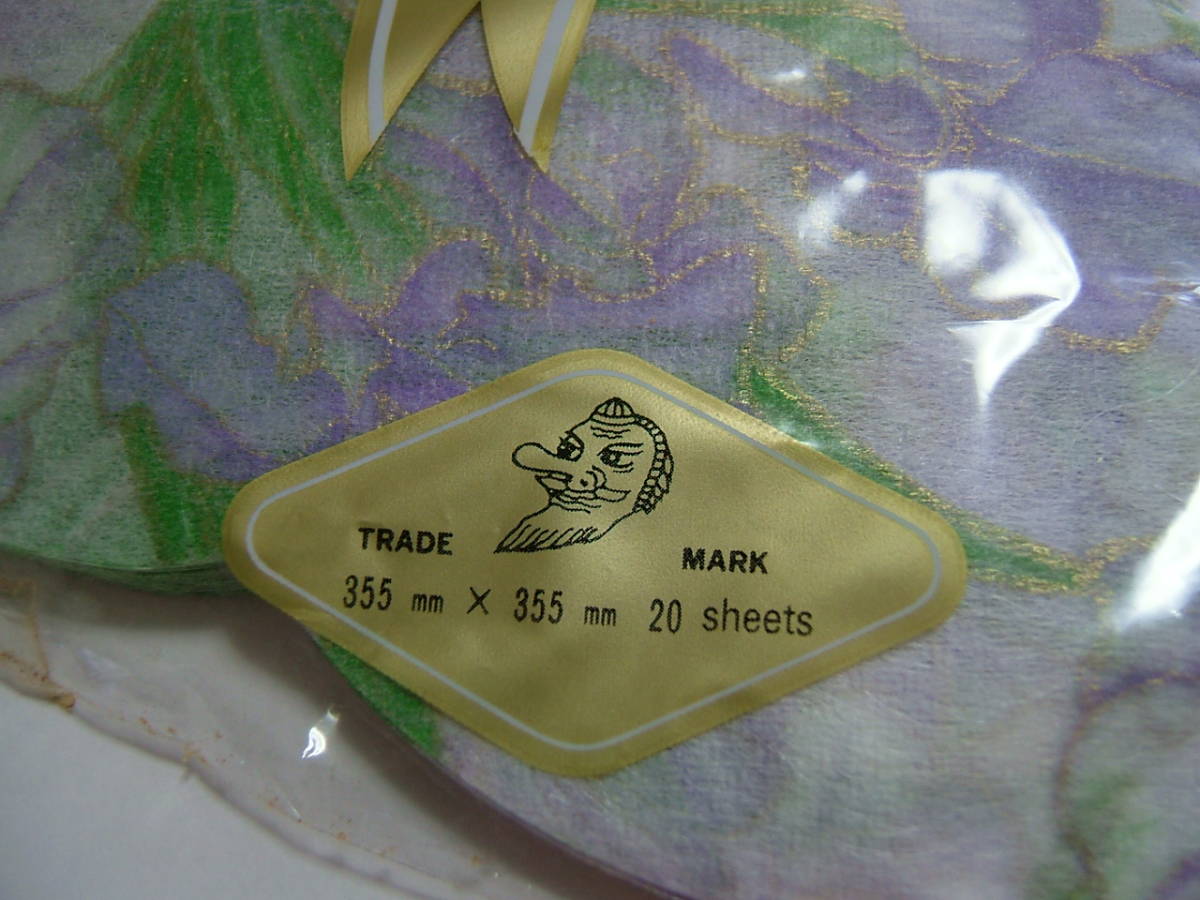 TRADE MARK
355 mm × 355 mm 20 sheets